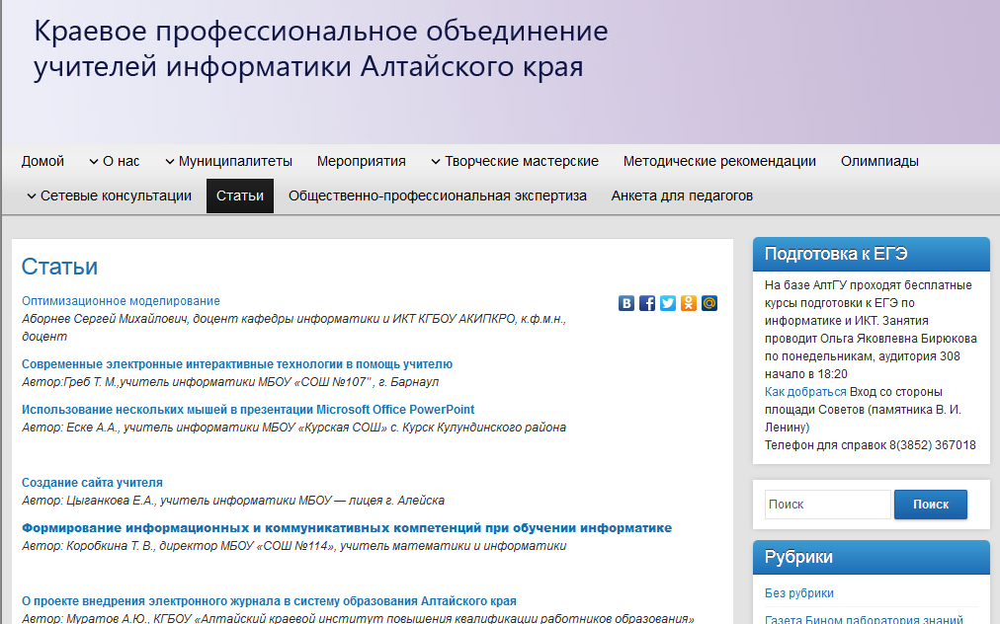 Краевое профессиональное объединение
учителей информатики Алтайского края
Домой О нас Муниципалитеты Мероприятия Творческие мастерские Методические рекомендации Олимпиады
Сетевые консультации Статьи Общественно-профессиональная экспертиза Анкета для педагогов
Статьи
Оптимизационное моделирование
Аборнев Сергей Михайлович, доцент кафедры информатики и ИКТ КГБОУ АКИПКРО, к.ф.м.н.,
доцент
Современные электронные интерактивные технологии в помощь учителю
Автор:Греб Т. М.,учитель информатики МБОУ «СОШ №107" , г. Барнаул
Использование нескольких мышей в презентации Microsoft Office PowerPoint
Автор: Еске А.А., учитель информатики МБОУ «Курская СОШ» с. Курск Кулундинского района
Создание сайта учителя
Автор: Цыганкова Е.А., учитель информатики МБОУ — лицея г. Алейска
Формирование информационных и коммуникативных компетенций при обучении информатике
Автор: Коробкина Т. В., директор МБОУ «СОШ №114», учитель математики и информатики
О проекте внедрения электронного журнала в систему образования Алтайского края
Автор: Муратов А.Ю., КГБОУ «Алтайский краевой институт повышения квалификации работников образования»
Подготовка к ЕГЭ
На базе АлтГУ проходят бесплатные
курсы подготовки к ЕГЭ по
информатике и ИКТ. Занятия
проводит Ольга Яковлевна Бирюкова
по понедельникам, аудитория 308
начало в 18:20
Как добраться Вход со стороны
площади Советов (памятника В. И.
Ленину)
Телефон для справок 8(3852) 367018
Поиск Поиск
Рубрики
Без рубрики
Газета Бином лаборатория знаний